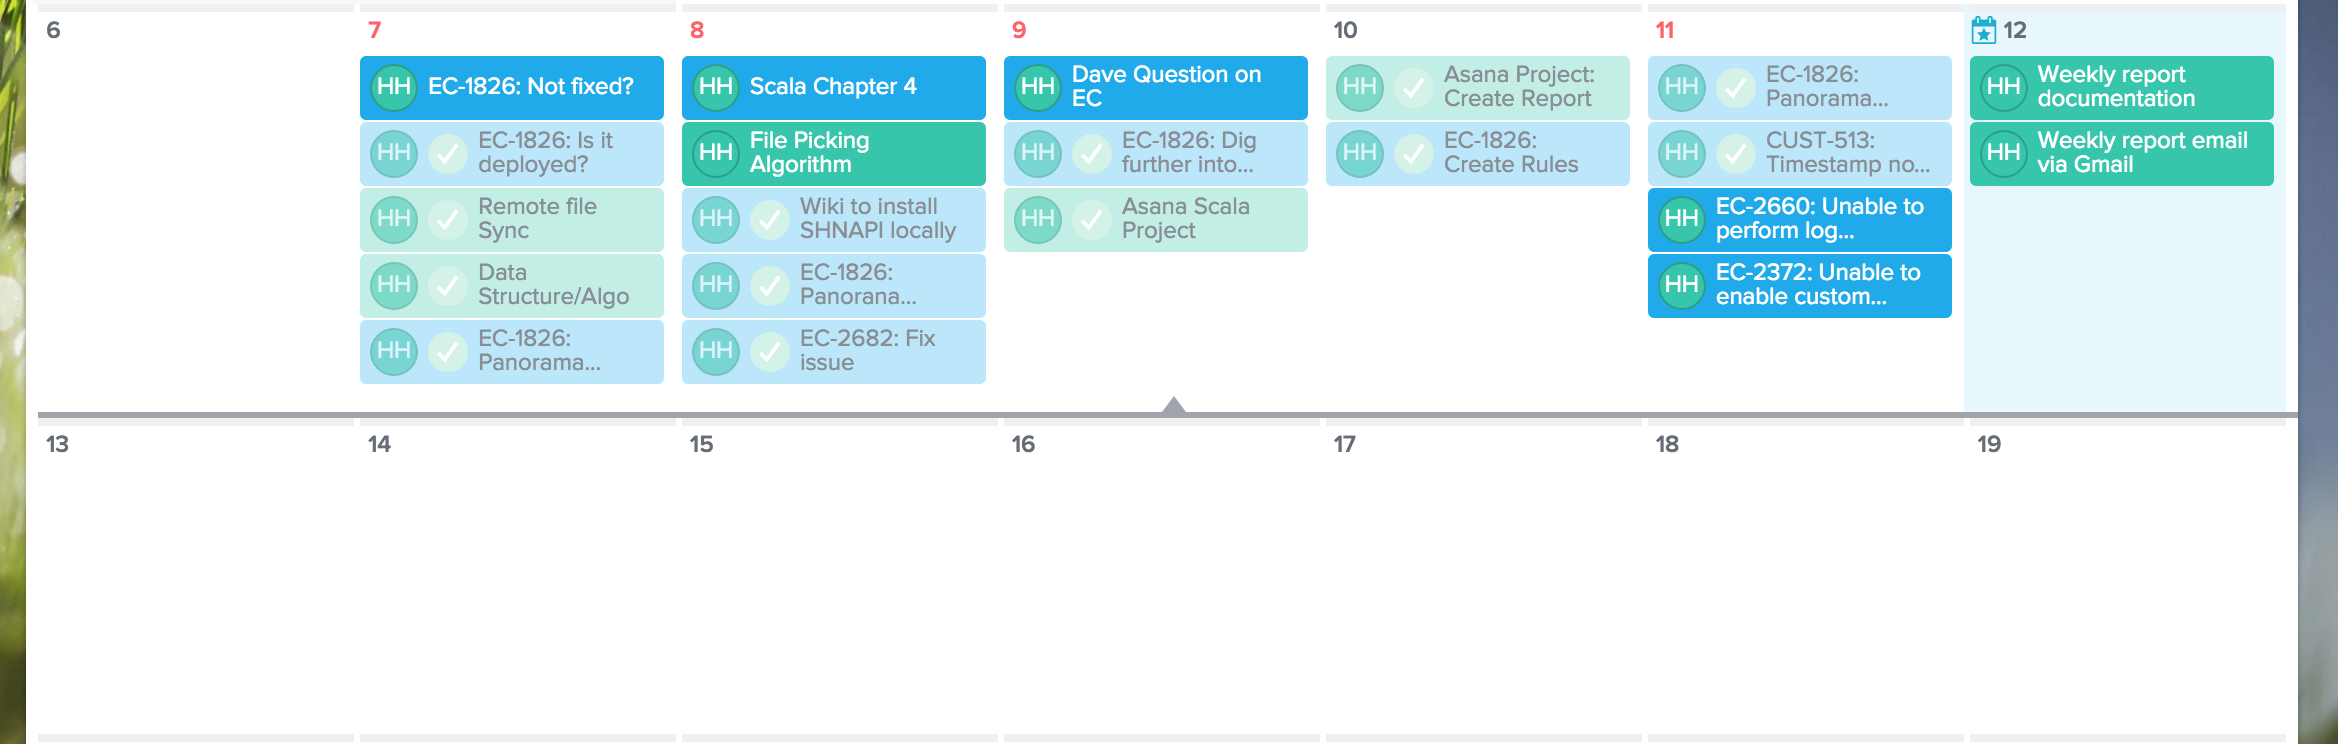 6
7
8
9
10
11
12
HH EC-1826: Not fixed?
HH EC-1826: Is it
deployed?
HH Remote file
Sync
HH Data
Structure/Algo
HH EC-1826:
Panorama...
HH Scala Chapter 4
HH File Picking
Algorithm
HH Wiki to install
SHNAPI locally
HH EC-1826:
Panorana...
HH EC-2682: Fix
issue
HH Dave Question on
EC
HH EC-1826: Dig
further into...
HH Asana Scala
Project
HH Asana Project:
Create Report
HH EC-1826:
Create Rules
HH EC-1826:
Panorama...
HH CUST-513:
Timestamp no...
HH EC-2660: Unable to
perform log...
HH EC-2372: Unable to
enable custom...
HH Weekly report
documentation
HH Weekly report email
via Gmail
13
14
15
16
17
18
19